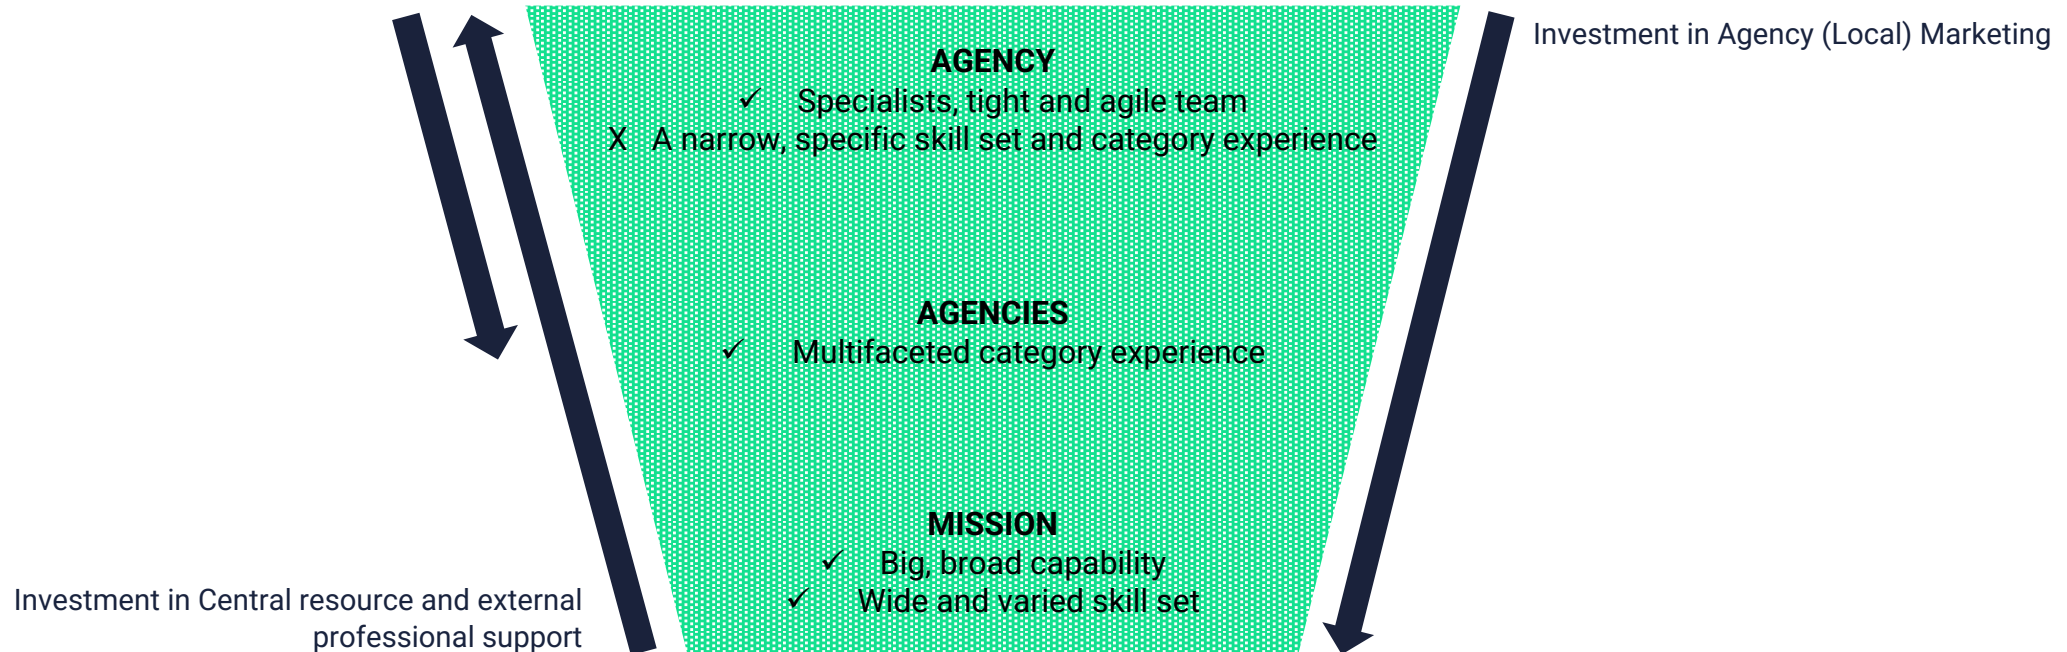 Investment in Agency (Local) Marketing
AGENCY
✓ Specialists, tight and agile team
X A narrow, specific skill set and category experience
AGENCIES
✓ Multifaceted category experience
MISSION
✓ Big, broad capability
✓ Wide and varied skill set
Investment in Central resource and external
professional support